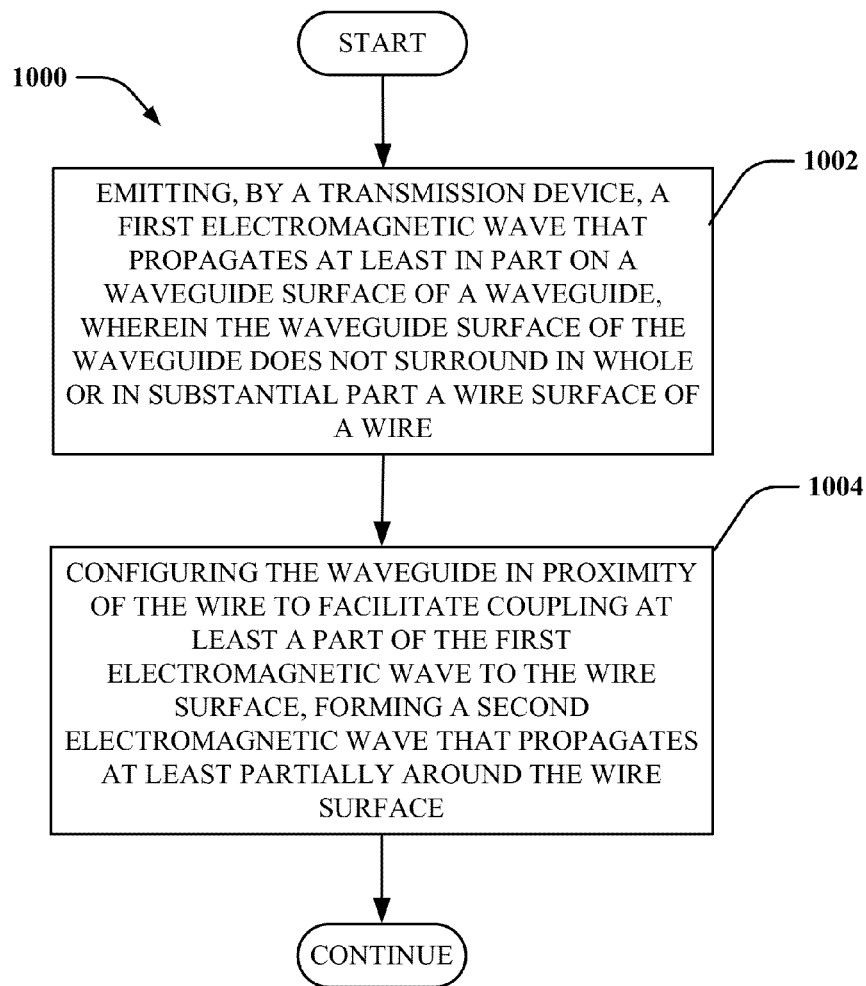 START
1000
1002
EMITTING, BY A TRANSMISSION DEVICE, A
FIRST ELECTROMAGNETIC WAVE THAT
PROPAGATES AT LEAST IN PART ON A
WAVEGUIDE SURFACE OF A WAVEGUIDE,
WHEREIN THE WAVEGUIDE SURFACE OF THE
WAVEGUIDE DOES NOT SURROUND IN WHOLE
OR IN SUBSTANTIAL PART A WIRE SURFACE OF
A WIRE
1004
CONFIGURING THE WAVEGUIDE IN PROXIMITY
OF THE WIRE TO FACILITATE COUPLING AT
LEAST A PART OF THE FIRST
ELECTROMAGNETIC WAVE TO THE WIRE
SURFACE, FORMING A SECOND
ELECTROMAGNETIC WAVE THAT PROPAGATES
AT LEAST PARTIALLY AROUND THE WIRE
SURFACE
CONTINUE